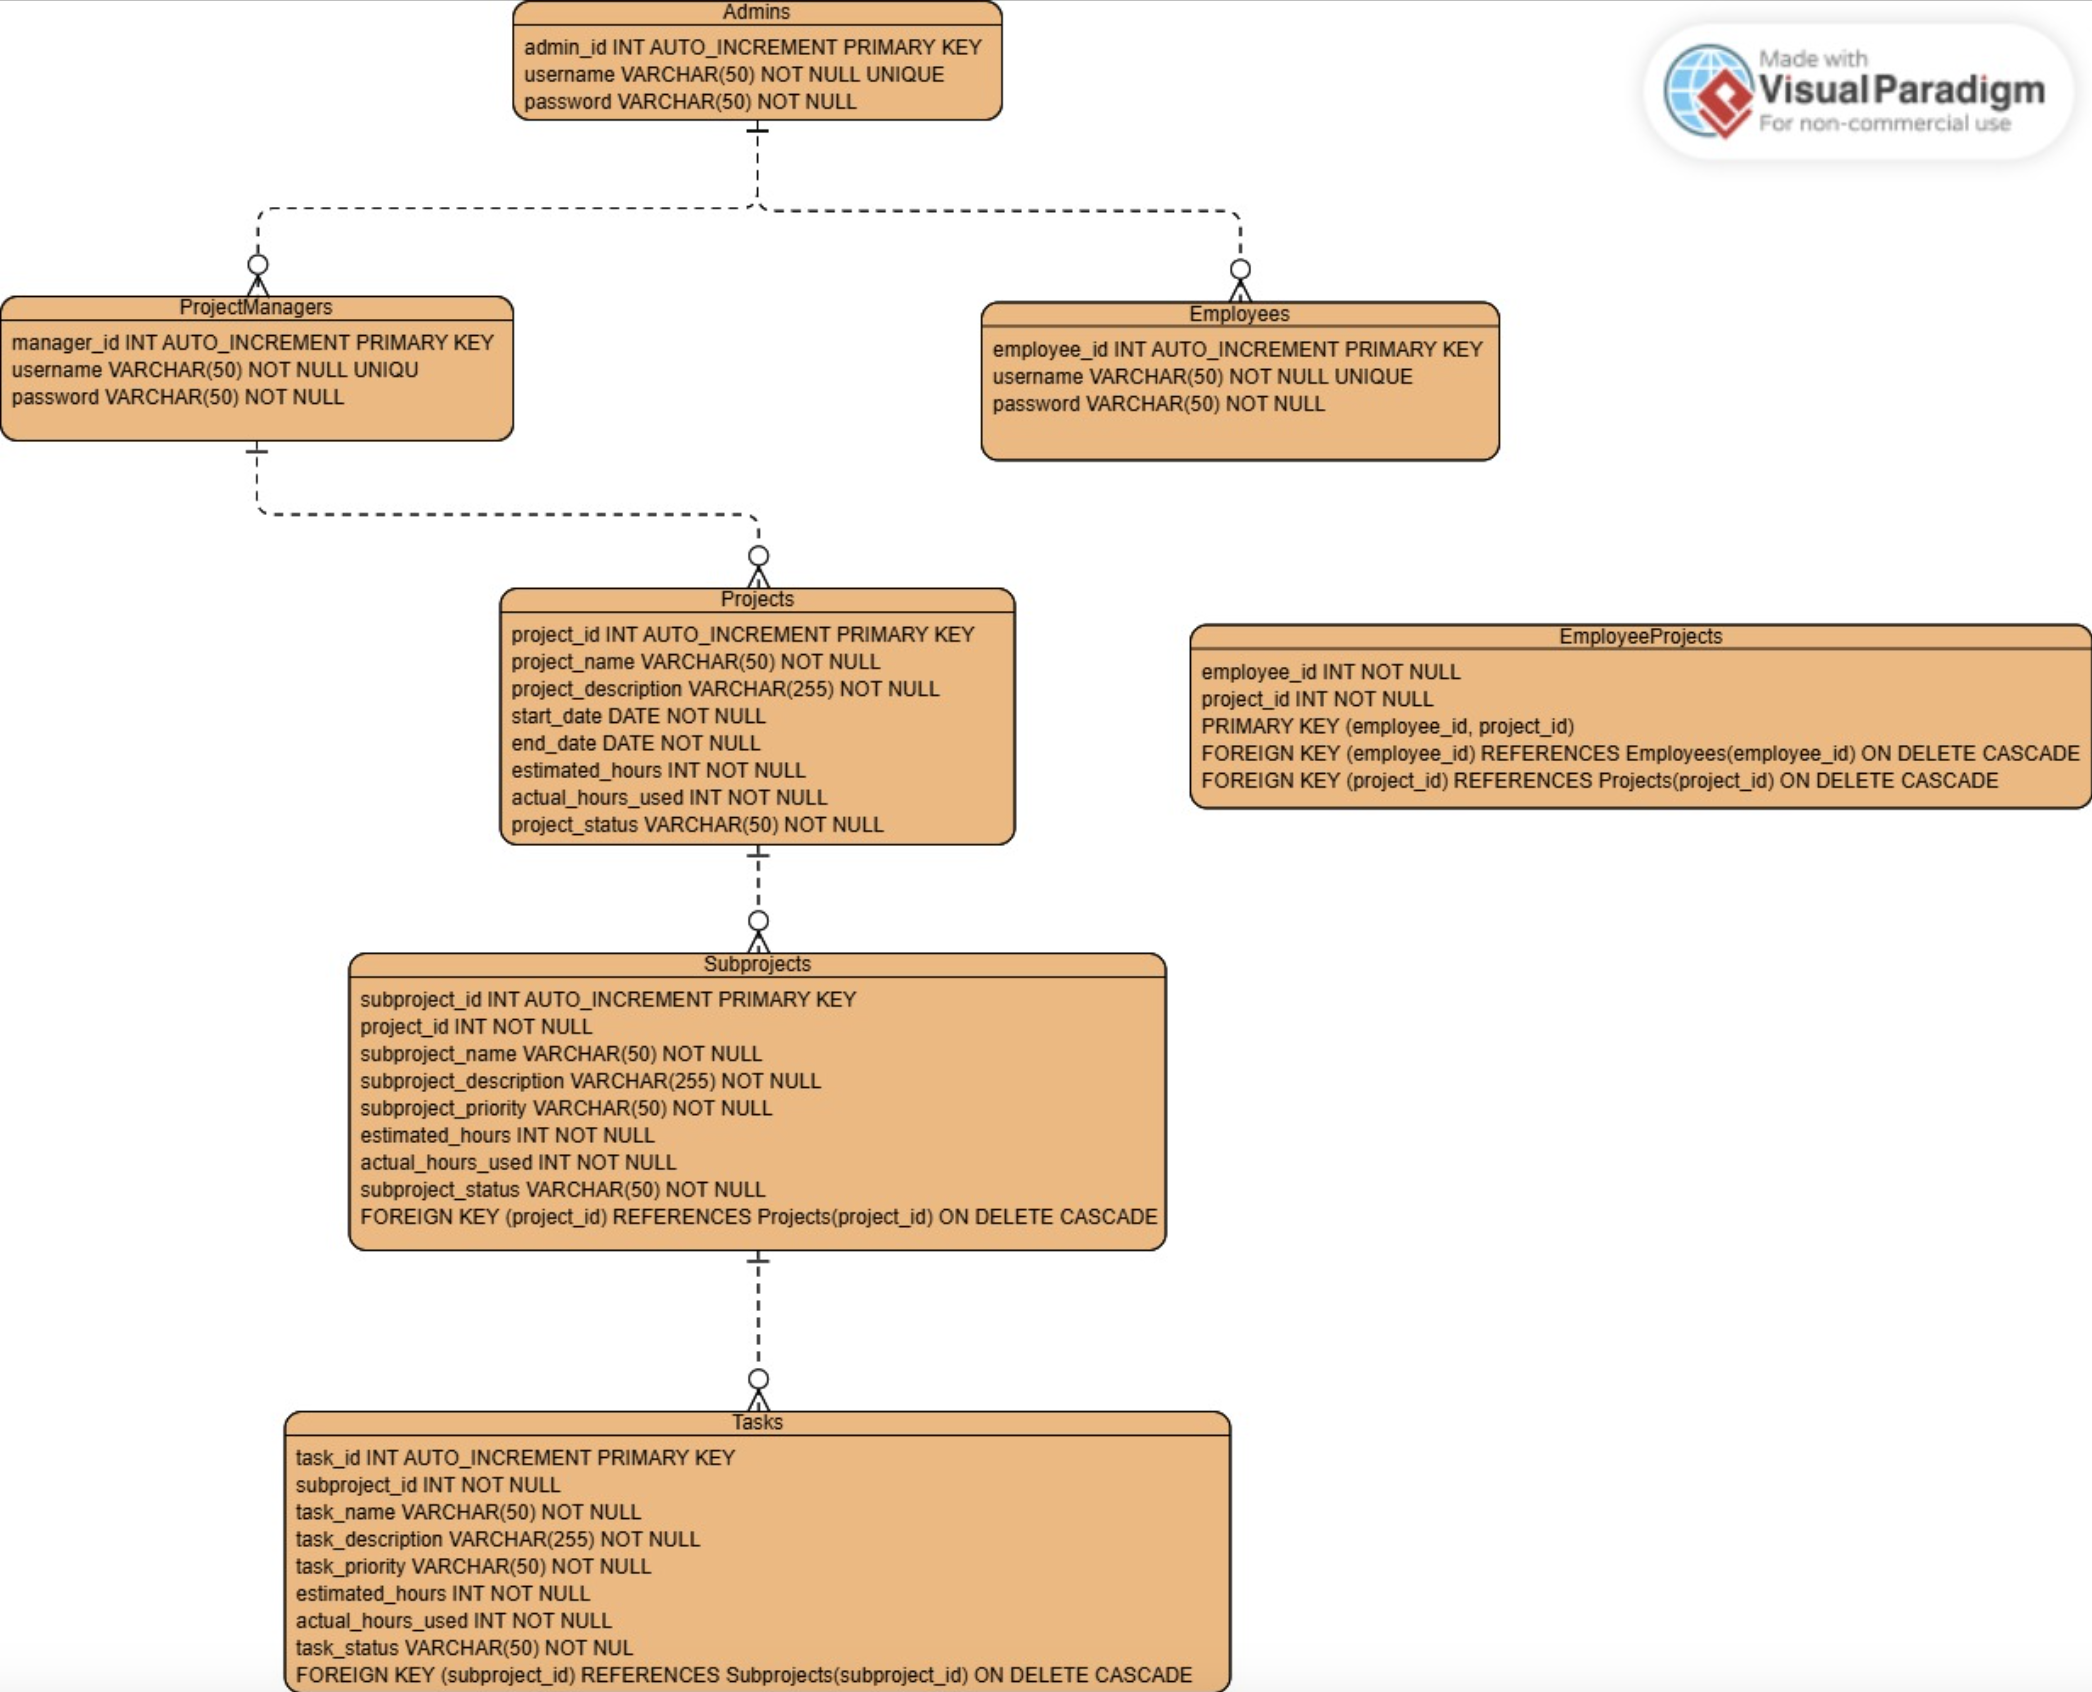 Admins
admin_id INT AUTO_INCREMENT PRIMARY KEY
username VARCHAR(50) NOT NULL UNIQUE
password VARCHAR(50) NOT NULL
Made with
Visual Paradigm
For non-commercial use
ProjectManagers
manager_id INT AUTO_INCREMENT PRIMARY KEY
username VARCHAR(50) NOT NULL UNIQU
password VARCHAR(50) NOT NULL
Employees
employee_id INT AUTO_INCREMENT PRIMARY KEY
username VARCHAR(50) NOT NULL UNIQUE
password VARCHAR(50) NOT NULL
Projects
project_id INT AUTO_INCREMENT PRIMARY KEY
project_name VARCHAR(50) NOT NULL
project_description VARCHAR(255) NOT NULL
start_date DATE NOT NULL
end_date DATE NOT NULL
estimated_hours INT NOT NULL
actual_hours_used INT NOT NULL
project_status VARCHAR(50) NOT NULL
EmployeeProjects
employee_id INT NOT NULL
project_id INT NOT NULL
PRIMARY KEY (employee_id, project_id)
FOREIGN KEY (employee_id) REFERENCES Employees(employee_id) ON DELETE CASCADE
FOREIGN KEY (project_id) REFERENCES Projects(project_id) ON DELETE CASCADE
Subprojects
subproject_id INT AUTO_INCREMENT PRIMARY KEY
project_id INT NOT NULL
subproject_name VARCHAR(50) NOT NULL
subproject_description VARCHAR(255) NOT NULL
subproject_priority VARCHAR(50) NOT NULL
estimated_hours INT NOT NULL
actual_hours_used INT NOT NULL
subproject_status VARCHAR(50) NOT NULL
FOREIGN KEY (project_id) REFERENCES Projects(project_id) ON DELETE CASCADE
Tasks
task_id INT AUTO_INCREMENT PRIMARY KEY
subproject_id INT NOT NULL
task_name VARCHAR(50) NOT NULL
task_description VARCHAR(255) NOT NULL
task_priority VARCHAR(50) NOT NULL
estimated_hours INT NOT NULL
actual_hours_used INT NOT NULL
task_status VARCHAR(50) NOT NUL
FOREIGN KEY (subproject_id) REFERENCES Subprojects(subproject_id) ON DELETE CASCADE